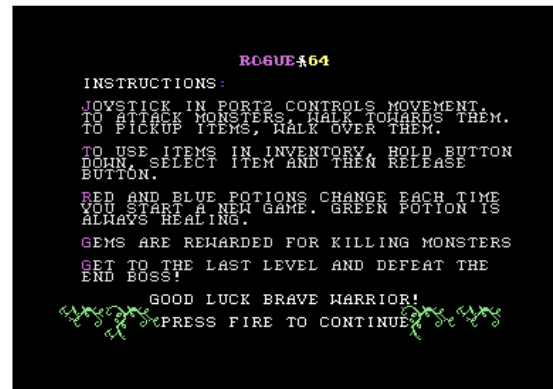 ROGUE 64
INSTRUCTIONS:
JOYSTICK IN PORT2 CONTROLS MOVEMENT.
TO ATTACK MONSTERS, WALK TOWARDS THEM.
TO PICKUP ITEMS, WALK OVER THEM.
TO USE ITEMS IN INVENTORY, HOLD BUTTON
DOWN, SELECT ITEM AND THEN RELEASE
BUTTON.
RED AND BLUE POTIONS CHANGE EACH TIME
YOU START A NEW GAME. GREEN POTION IS
ALWAYS HEALING.
GEMS ARE REWARDED FOR KILLING MONSTERS
GET TO THE LAST LEVEL AND DEFEAT THE
END BOSS!
GOOD LUCK BRAVE WARRIOR!
PRESS FIRE TO CONTINUE